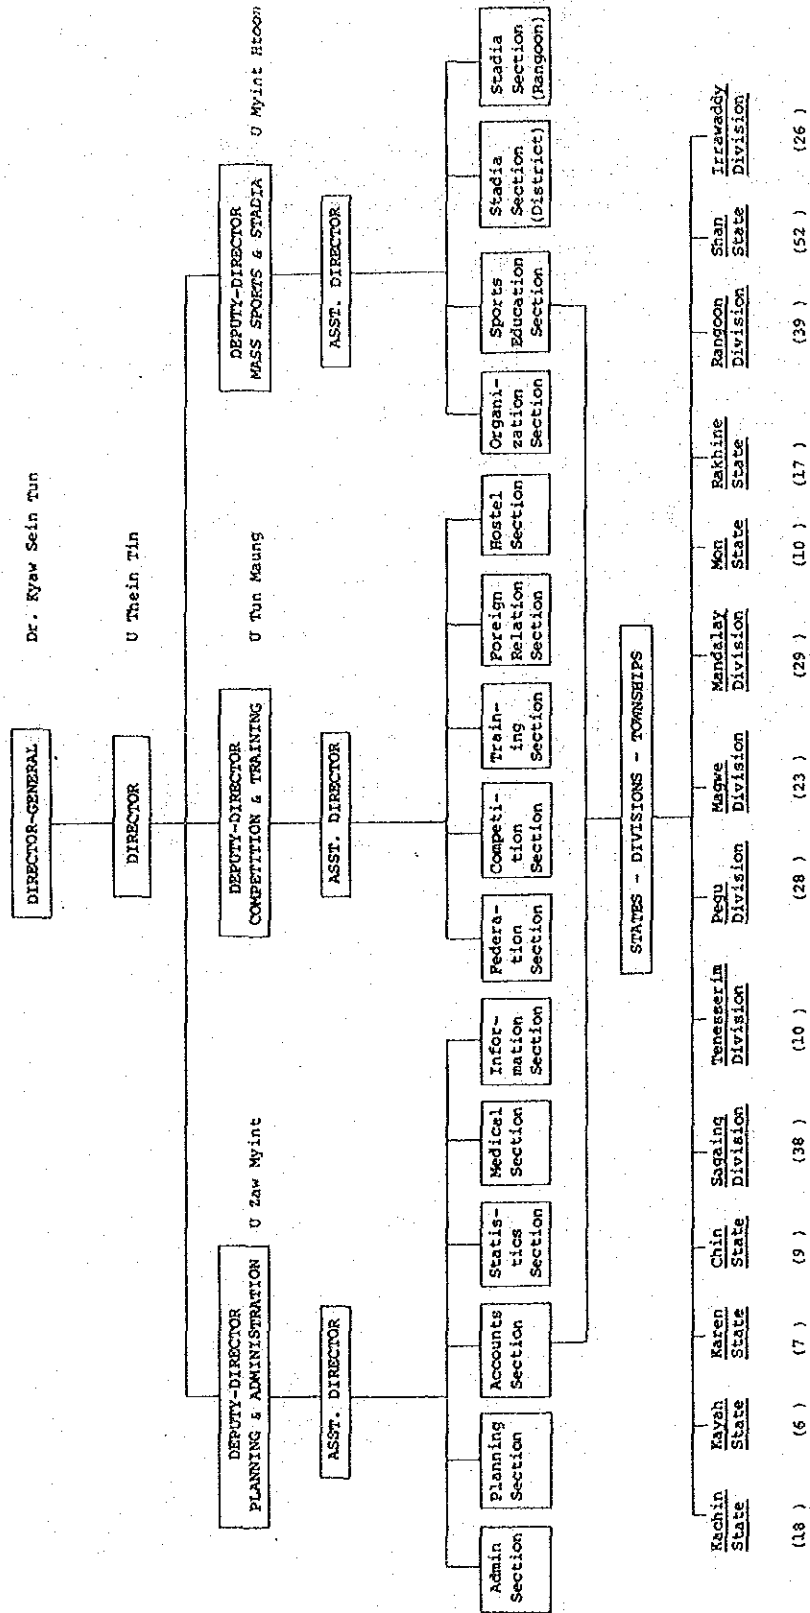 Dr. Kyaw Sein Tun
DIRECTOR-GENERAL
U Thein Tin
DIRECTOR
DEPUTY-DIRECTOR
PLANNING & ADMINISTRATION
U Zaw Myint
DEPUTY-DIRECTOR
COMPETITION & TRAINING
U Tun Maung
DEPUTY-DIRECTOR
MASS SPORTS & STADIA
U Myint Htoon
ASST. DIRECTOR
ASST. DIRECTOR
ASST. DIRECTOR
Admin
Section
Planning
Section
Accounts
Section
Statis-
tics
Section
Medical
Section
Infor-
mation
Section
Federa-
tion
Section
Competi-
tion
Section
Train-
ing
Section
Foreign
Relation
Section
Hostel
Section
Organi-
zation
Section
Sports
Education
Section
Stadia
Section
(District)
Stadia
Section
(Rangoon)
STATES - DIVISIONS - TOWNSHIPS
Kachin
State
(18 )
Kayah
State
(6 )
Karen
State
(7 )
Chin
State
(9 )
Sagaing
Division
(38 )
Tenesserim
Division
(10 )
Pegu
Division
(28 )
Magwe
Division
(23 )
Mandalay
Division
(29 )
Mon
State
(10 )
Rakhine
State
(17 )
Rangoon
Division
(39 )
Shan
State
(52 )
Irrawaddy
Division
(26 )